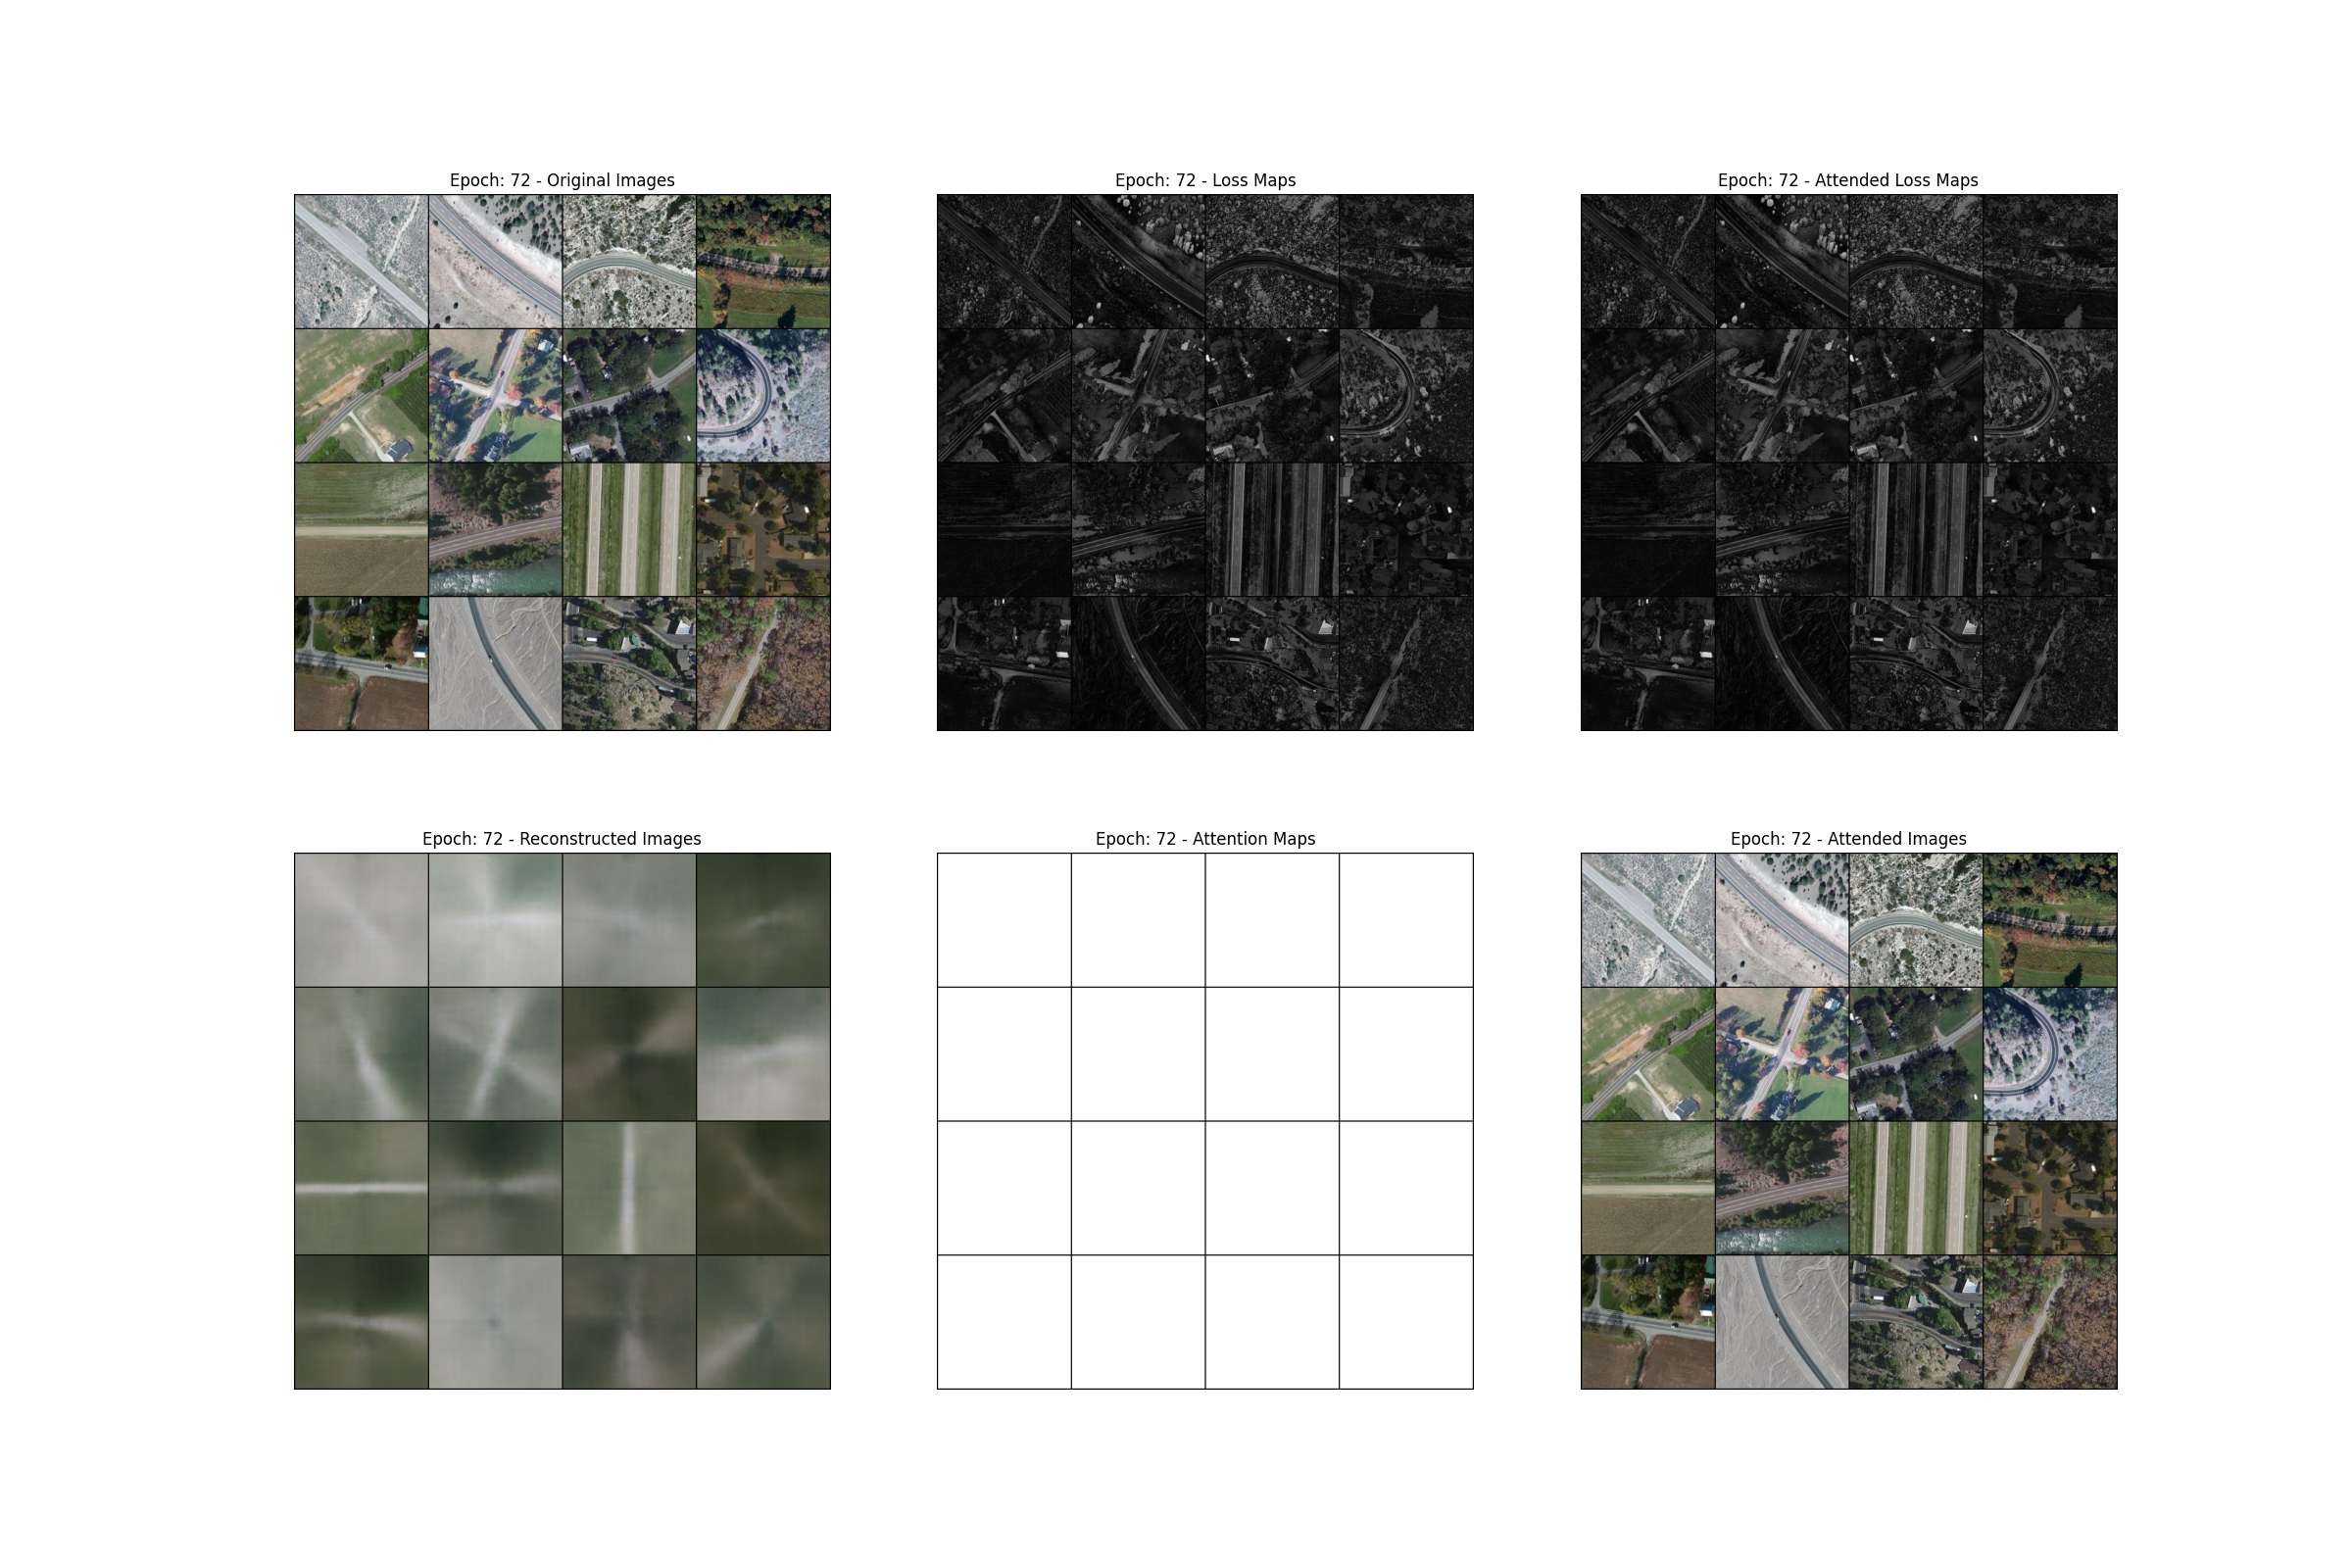 Epoch: 72 - Original Images
Epoch: 72 - Loss Maps
Epoch: 72 - Attended Loss Maps
Epoch: 72 - Reconstructed Images
Epoch: 72 - Attention Maps
Epoch: 72 - Attended Images